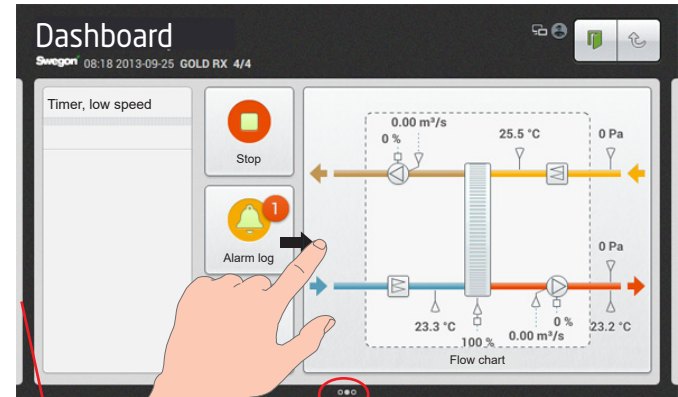 Dashboard
Swegon 08:18 2013-09-25 GOLD RX 4/4
Timer, low speed
Stop
1
Alarm log
0.00 m³/s
0 %
25.5 °C
0 Pa
0 Pa
23.3 °C
100 %
0.00 m³/s
0 %
23.2 °C
Flow chart